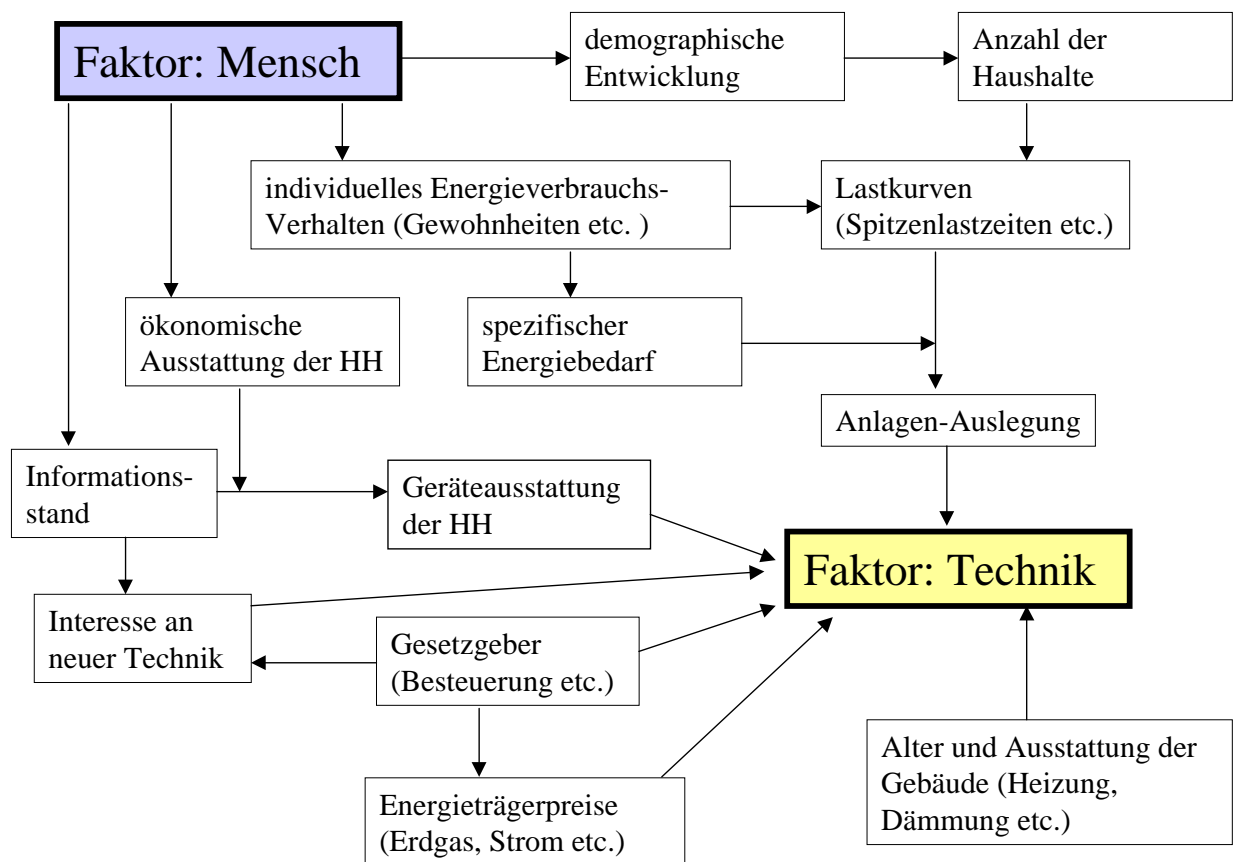 Faktor: Mensch
demographische
Entwicklung
Anzahl der
Haushalte
individuelles Energieverbrauchs-
Verhalten (Gewohnheiten etc. )
Lastkurven
(Spitzenlastzeiten etc.)
ökonomische
Ausstattung der HH
spezifischer
Energiebedarf
Anlagen-Auslegung
Informations-
stand
Geräteausstattung
der HH
Faktor: Technik
Interesse an
neuer Technik
Gesetzgeber
(Besteuerung etc.)
Alter und Ausstattung der
Gebäude (Heizung,
Dämmung etc.)
Energieträgerpreise
(Erdgas, Strom etc.)